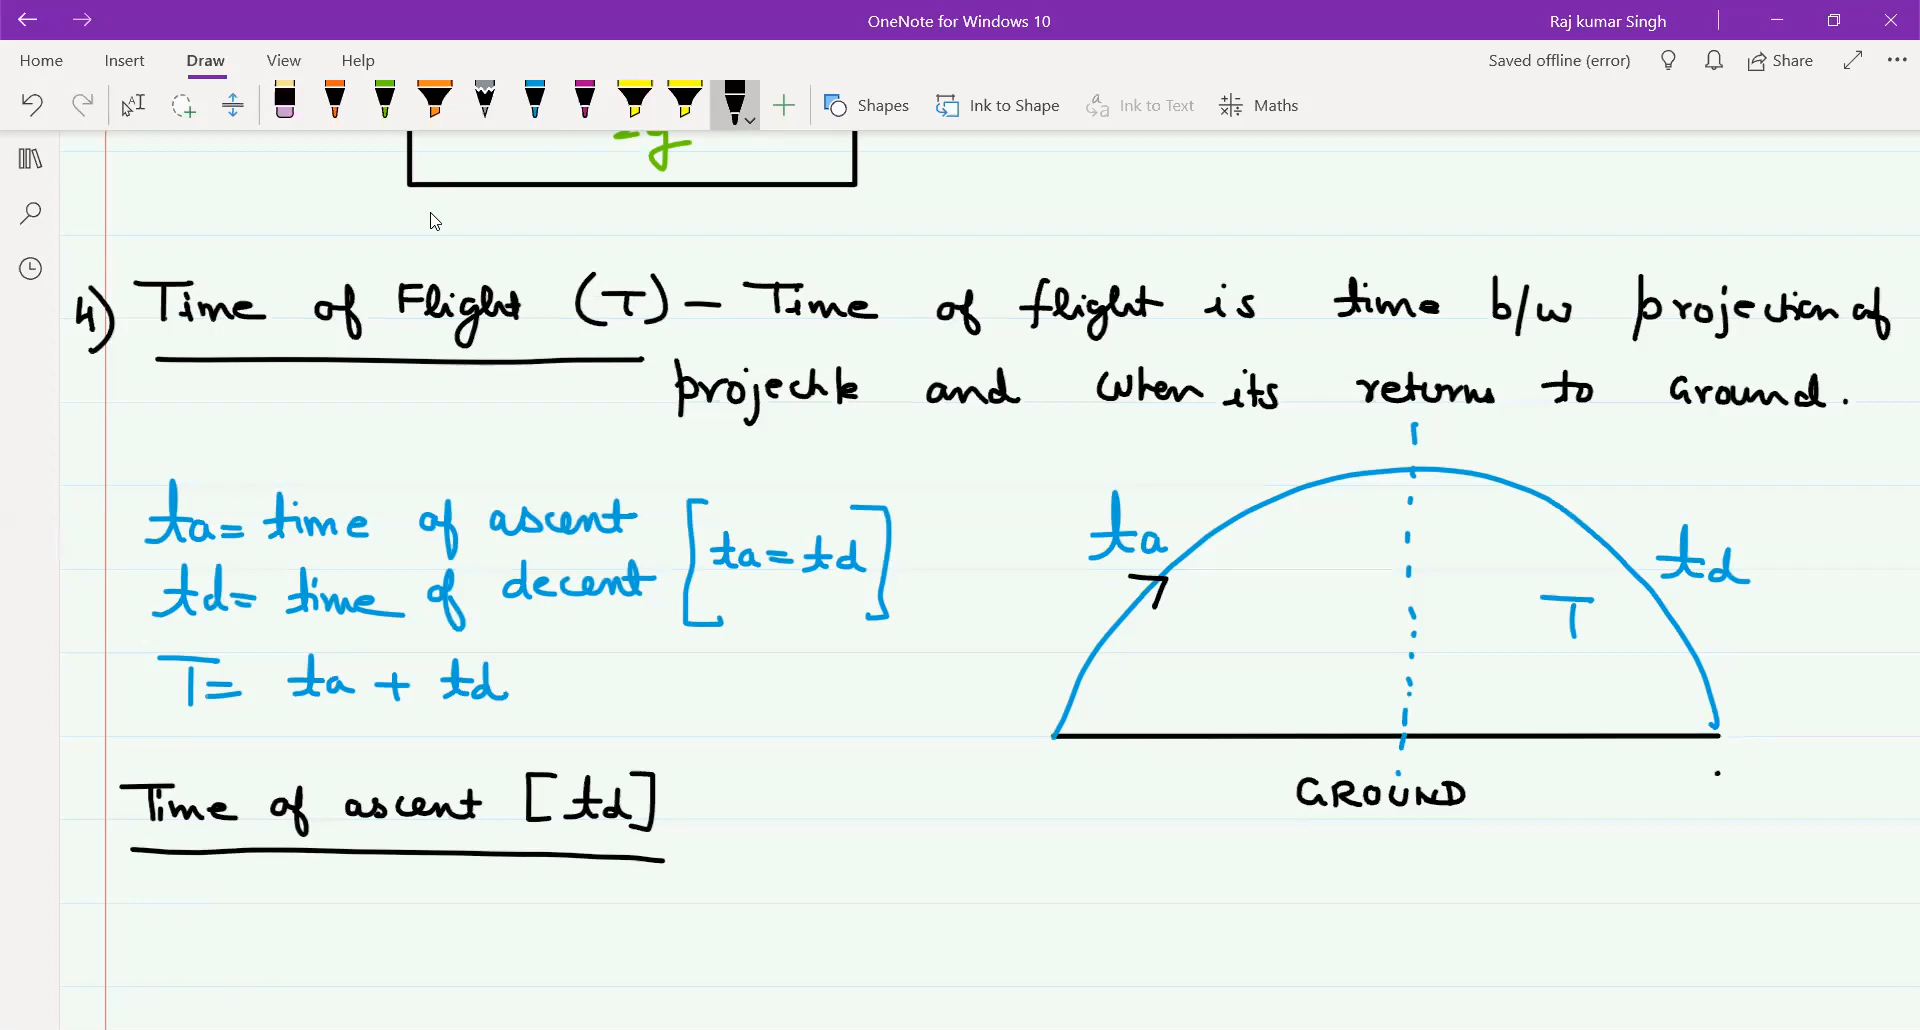 OneNote for Windows 10
Raj kumar Singh
Home Insert Draw View Help
Saved offline (error) Share
Shapes Ink to Shape Ink to Text Maths
4) Time of Flight (T) – Time of flight is time b/w projection of
projectile and when its returns to Ground.
ta = time of ascent
td = time of decent [ta = td]
T = ta + td
ta
td
T
GROUND
Time of ascent [td]